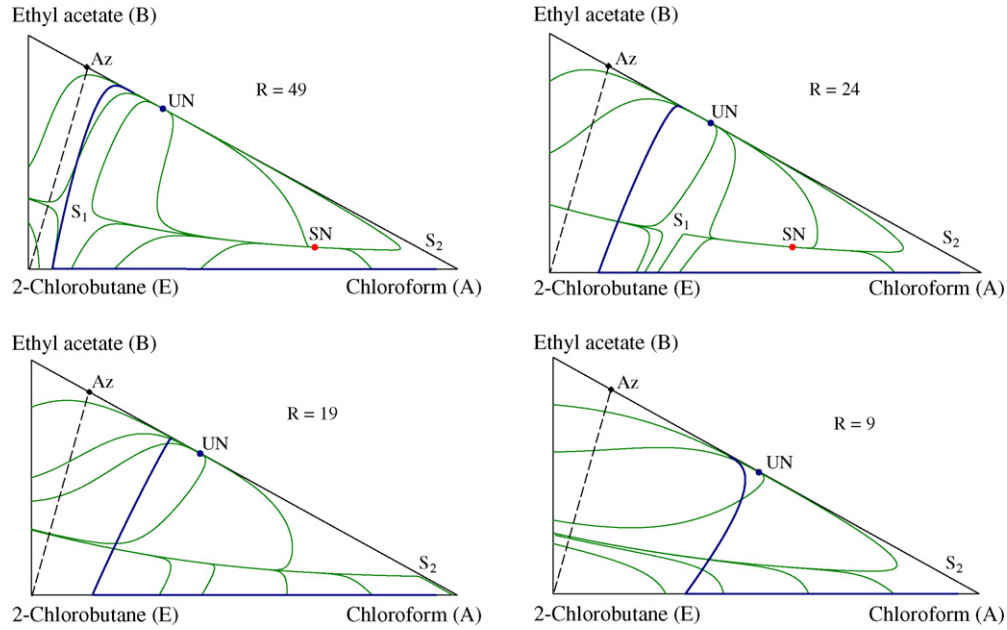 Ethyl acetate (B)
Az
R = 49
UN
S1
SN
S2
2-Chlorobutane (E)
Chloroform (A)
Ethyl acetate (B)
Az
R = 24
UN
S1
SN
S2
2-Chlorobutane (E)
Chloroform (A)
Ethyl acetate (B)
Az
R = 19
UN
S2
2-Chlorobutane (E)
Chloroform (A)
Ethyl acetate (B)
Az
R = 9
UN
S2
2-Chlorobutane (E)
Chloroform (A)